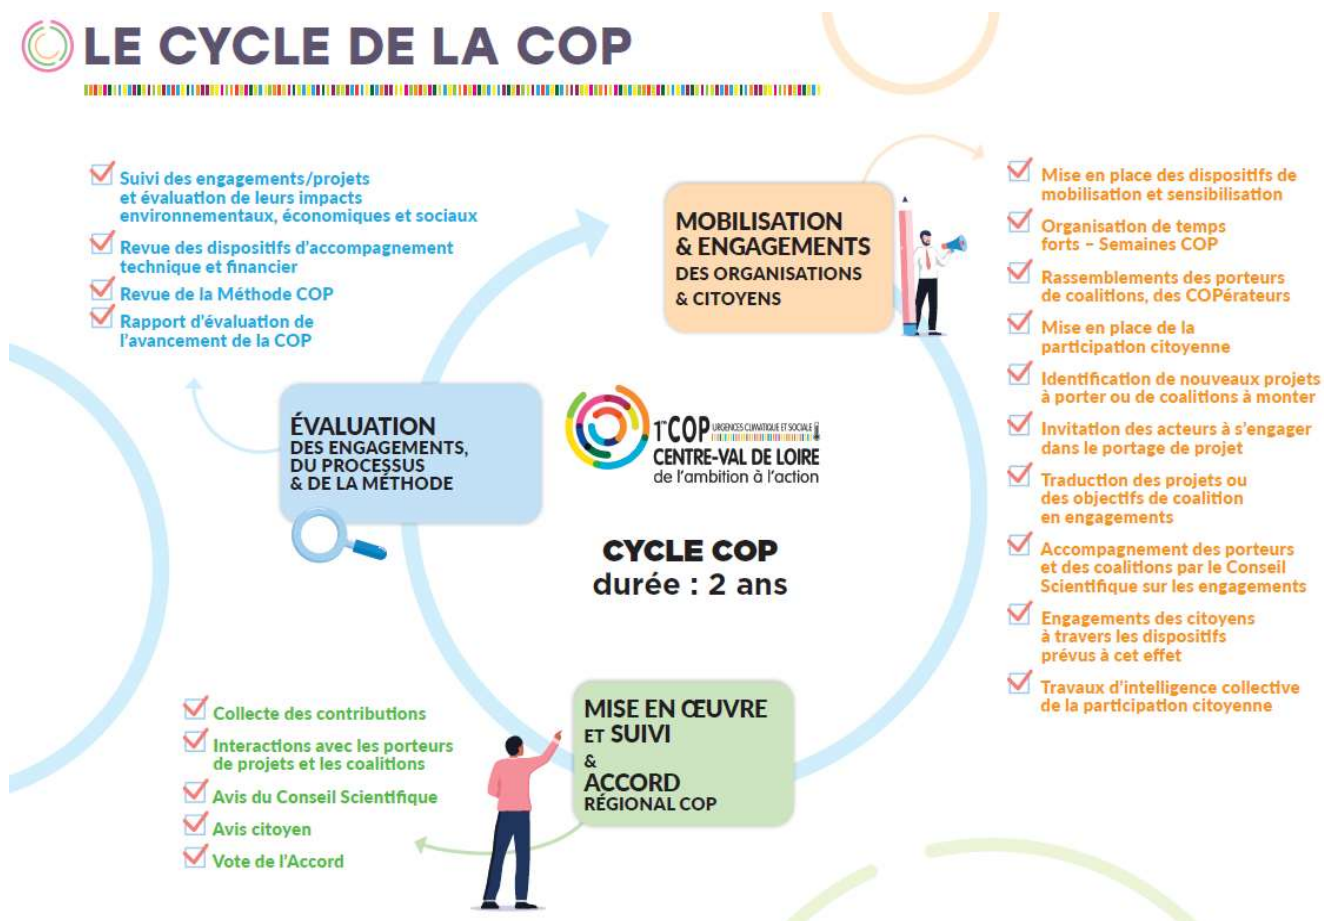 LE CYCLE DE LA COP
Suivi des engagements/projets
et évaluation de leurs impacts
environnementaux, économiques et sociaux
Revue des dispositifs d'accompagnement
technique et financier
Revue de la Méthode COP
Rapport d'évaluation de
l'avancement de la COP
ÉVALUATION
DES ENGAGEMENTS,
DU PROCESSUS
& DE LA MÉTHODE
MOBILISATION
& ENGAGEMENTS
DES ORGANISATIONS
& CITOYENS
Mise en place des dispositifs de
mobilisation et sensibilisation
Organisation de temps
forts – Semaines COP
Rassemblements des porteurs
de coalitions, des COPérateurs
Mise en place de la
participation citoyenne
Identification de nouveaux projets
à porter ou de coalitions à monter
Invitation des acteurs à s'engager
dans le portage de projet
Traduction des projets ou
des objectifs de coalition
en engagements
Accompagnement des porteurs
et des coalitions par le Conseil
Scientifique sur les engagements
Engagements des citoyens
à travers les dispositifs
prévus à cet effet
Travaux d'intelligence collective
de la participation citoyenne
1ère COP URGENCES CLIMATIQUE ET SOCIALE
CENTRE-VAL DE LOIRE
de l'ambition à l'action
CYCLE COP
durée : 2 ans
MISE EN ŒUVRE
ET SUIVI
&
ACCORD
RÉGIONAL COP
Collecte des contributions
Interactions avec les porteurs
de projets et les coalitions
Avis du Conseil Scientifique
Avis citoyen
Vote de l'Accord